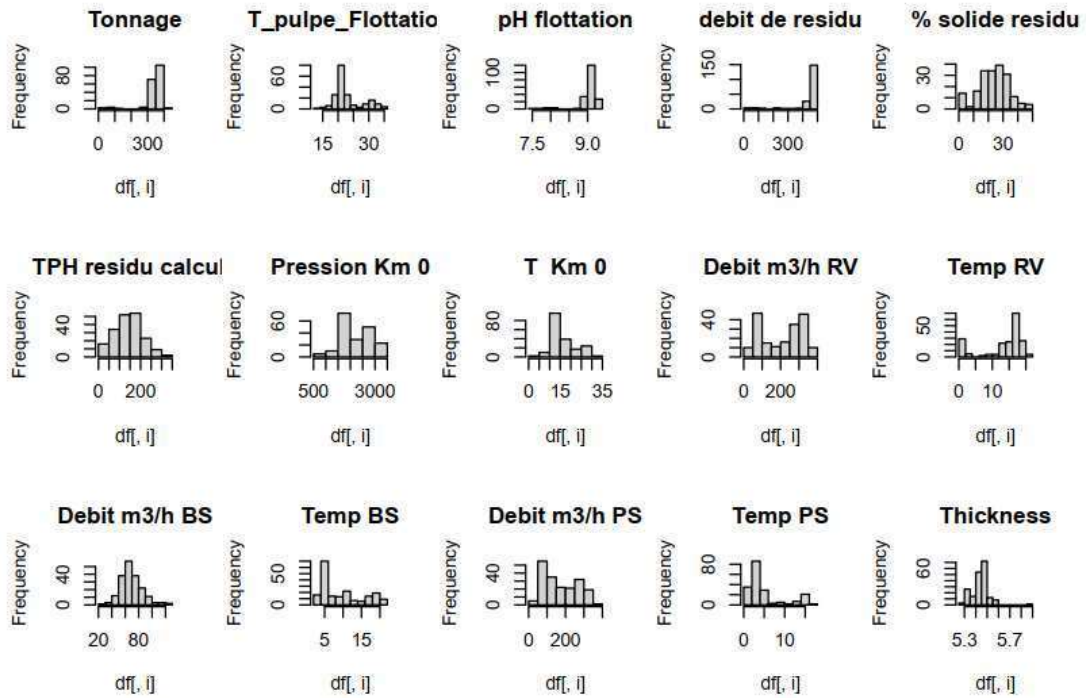 Tonnage T_pulpe_Flottatio pH flottation debit de residu % solide residu
Frequency Frequency Frequency Frequency Frequency
0 80 0 60 0 100 0 150 0 30
0 300 15 30 7.5 9.0 0 300 0 30
df[, i] df[, i] df[, i] df[, i] df[, i]
TPH residu calcul Pression Km 0 T Km 0 Debit m3/h RV Temp RV
Frequency Frequency Frequency Frequency Frequency
0 40 0 60 0 80 0 40 0 50
0 200 500 3000 0 15 35 0 200 0 10
df[, i] df[, i] df[, i] df[, i] df[, i]
Debit m3/h BS Temp BS Debit m3/h PS Temp PS Thickness
Frequency Frequency Frequency Frequency Frequency
0 40 0 50 0 40 0 80 0 60
20 80 5 15 0 200 0 10 5.3 5.7
df[, i] df[, i] df[, i] df[, i] df[, i]